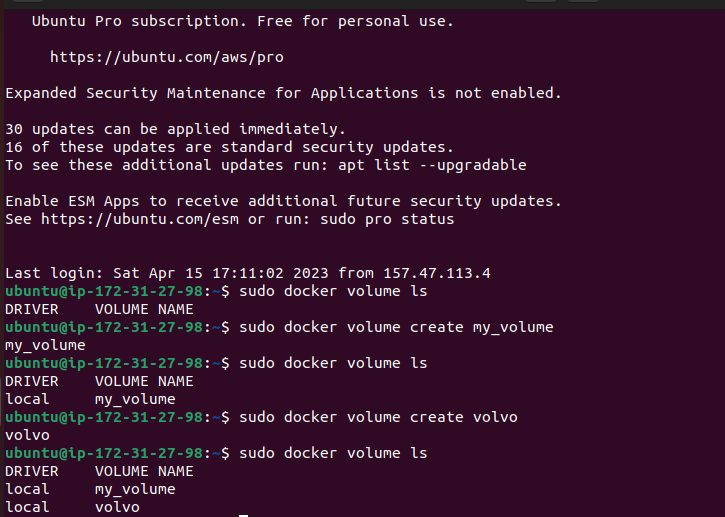 Ubuntu Pro subscription. Free for personal use.
https://ubuntu.com/aws/pro
Expanded Security Maintenance for Applications is not enabled.
30 updates can be applied immediately.
16 of these updates are standard security updates.
To see these additional updates run: apt list --upgradable
Enable ESM Apps to receive additional future security updates.
See https://ubuntu.com/esm or run: sudo pro status
Last login: Sat Apr 15 17:11:02 2023 from 157.47.113.4
ubuntu@ip-172-31-27-98:~$ sudo docker volume ls
DRIVER    VOLUME NAME
ubuntu@ip-172-31-27-98:~$ sudo docker volume create my_volume
my_volume
ubuntu@ip-172-31-27-98:~$ sudo docker volume ls
DRIVER    VOLUME NAME
local     my_volume
ubuntu@ip-172-31-27-98:~$ sudo docker volume create volvo
volvo
ubuntu@ip-172-31-27-98:~$ sudo docker volume ls
DRIVER    VOLUME NAME
local     my_volume
local     volvo